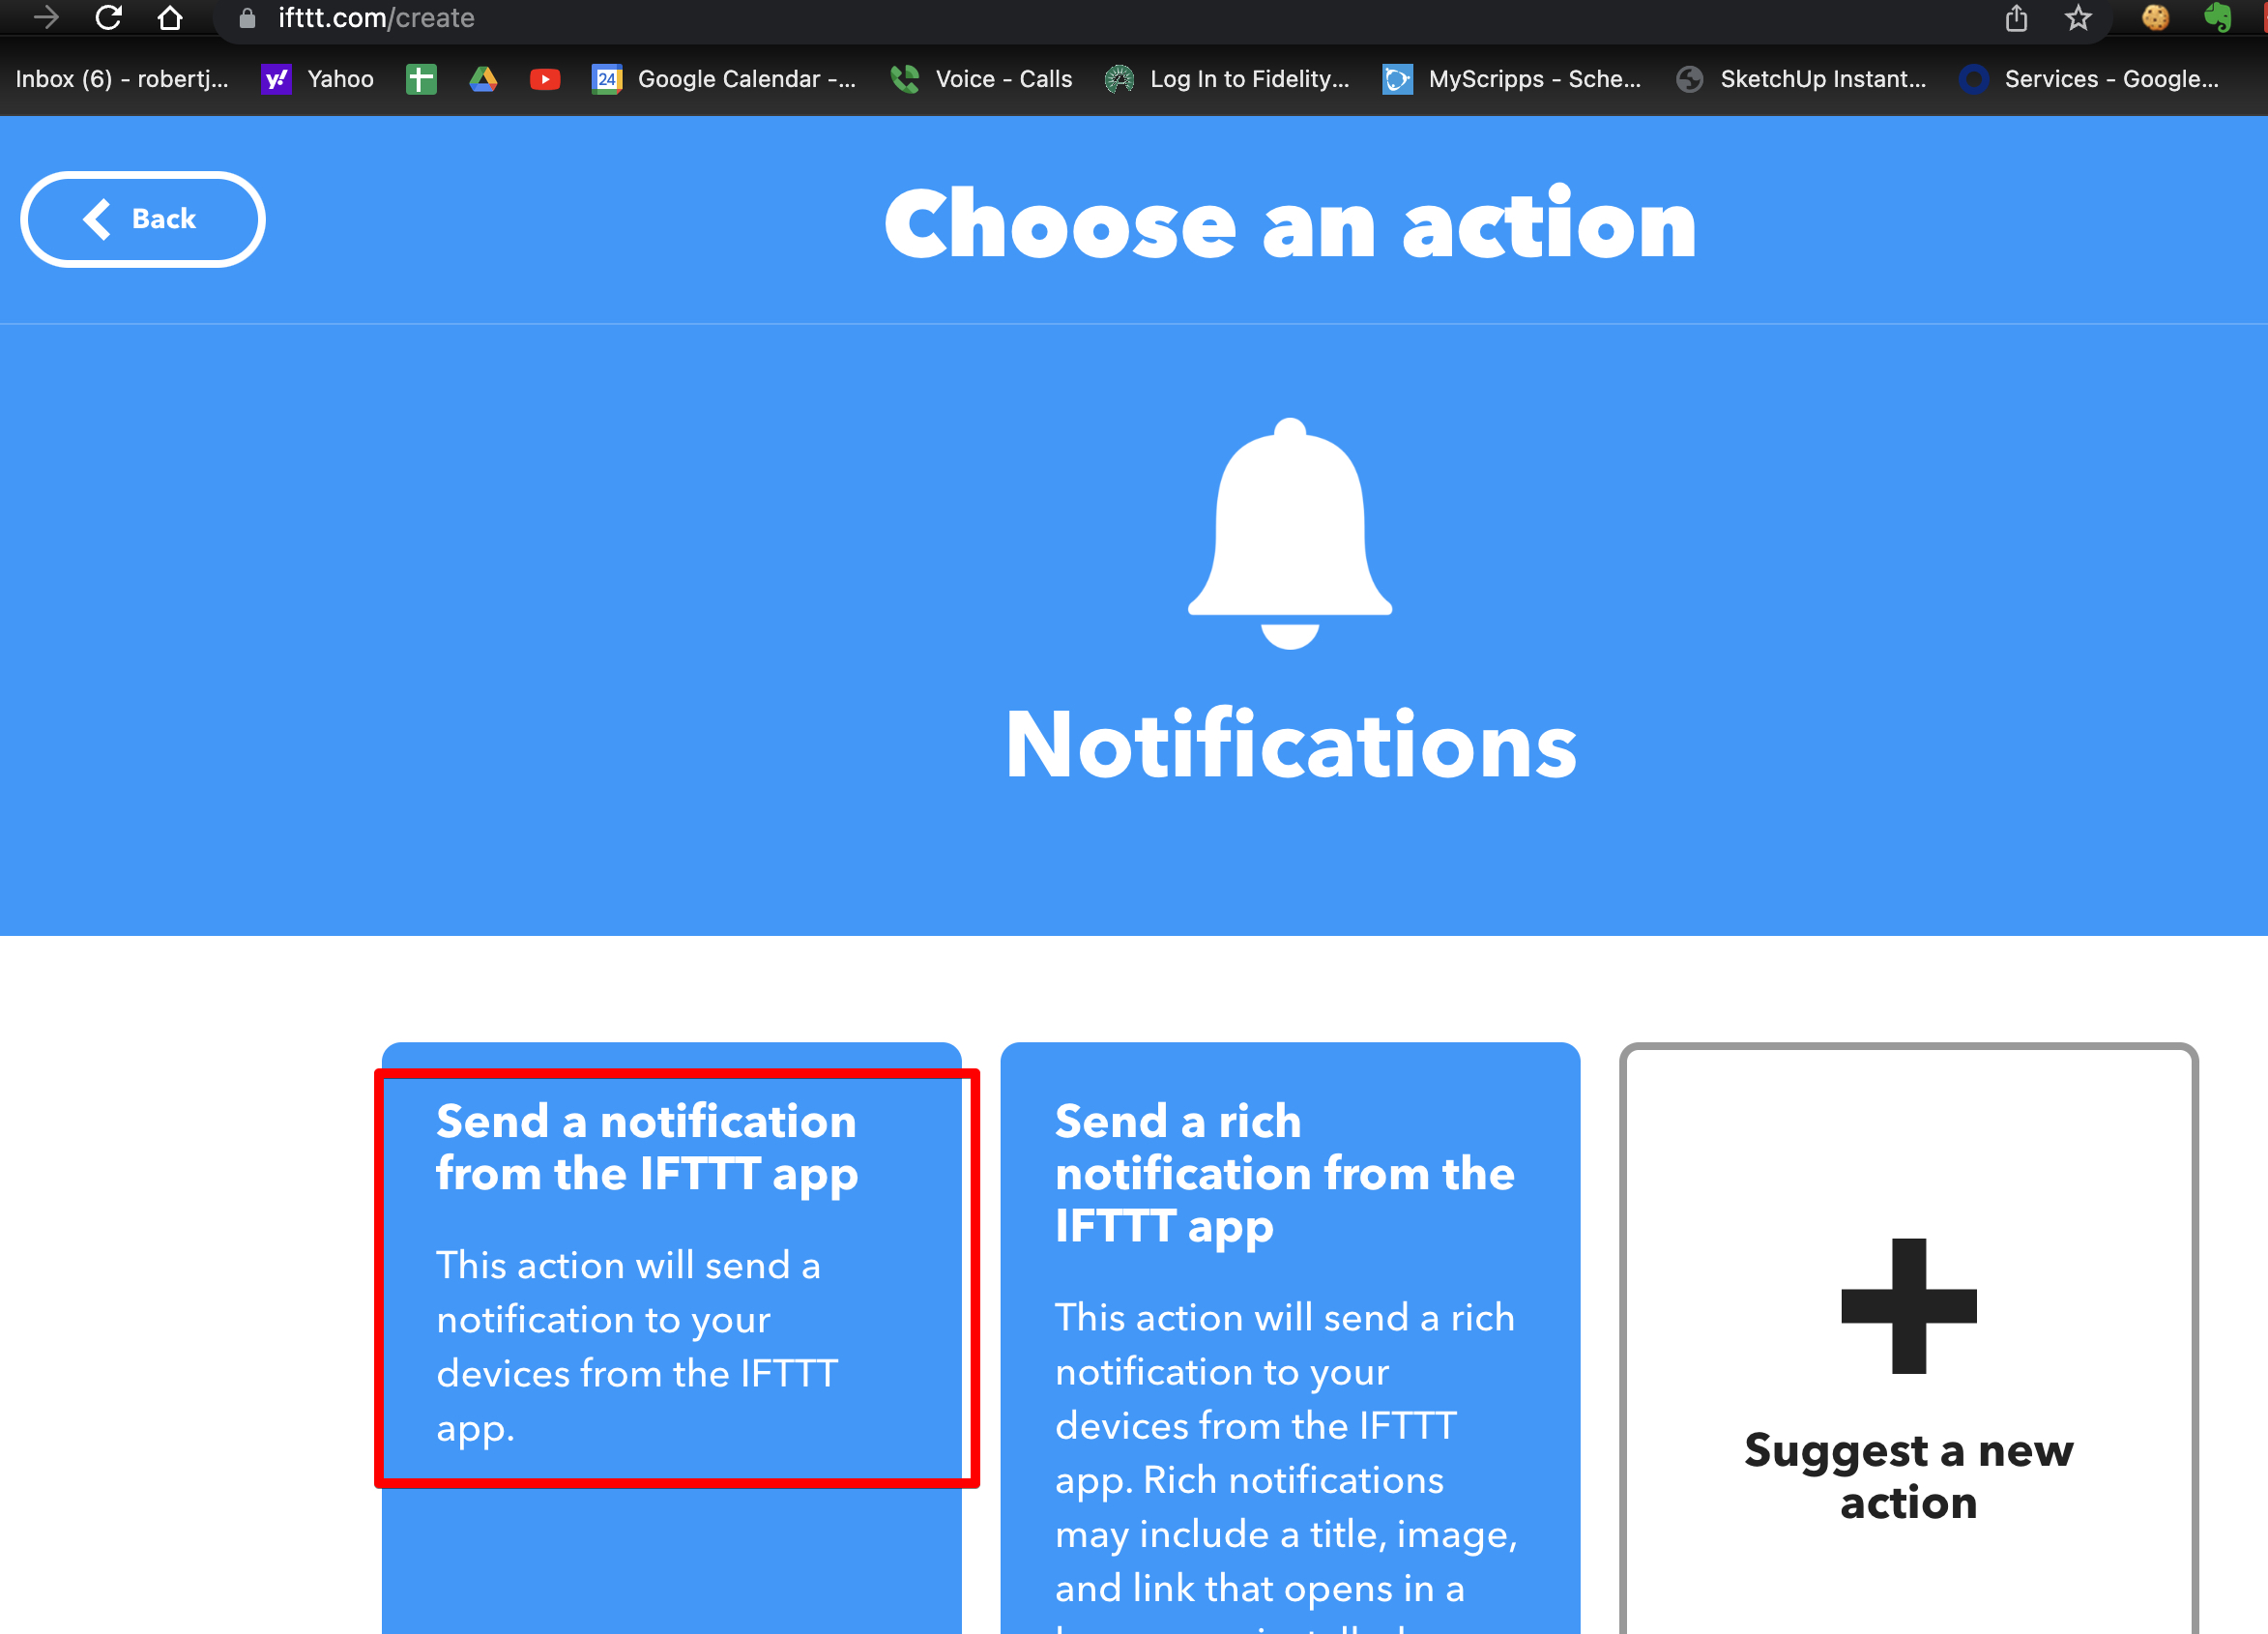 ifttt.com/create
Inbox (6) - robertj... Yahoo 24 Google Calendar -... Voice - Calls Log In to Fidelity... MyScripps - Sche... SketchUp Instant... Services - Google...
Back
Choose an action
Notifications
Send a notification
from the IFTTT app
This action will send a
notification to your
devices from the IFTTT
app.
Send a rich
notification from the
IFTTT app
This action will send a rich
notification to your
devices from the IFTTT
app. Rich notifications
may include a title, image,
and link that opens in a
Suggest a new
action